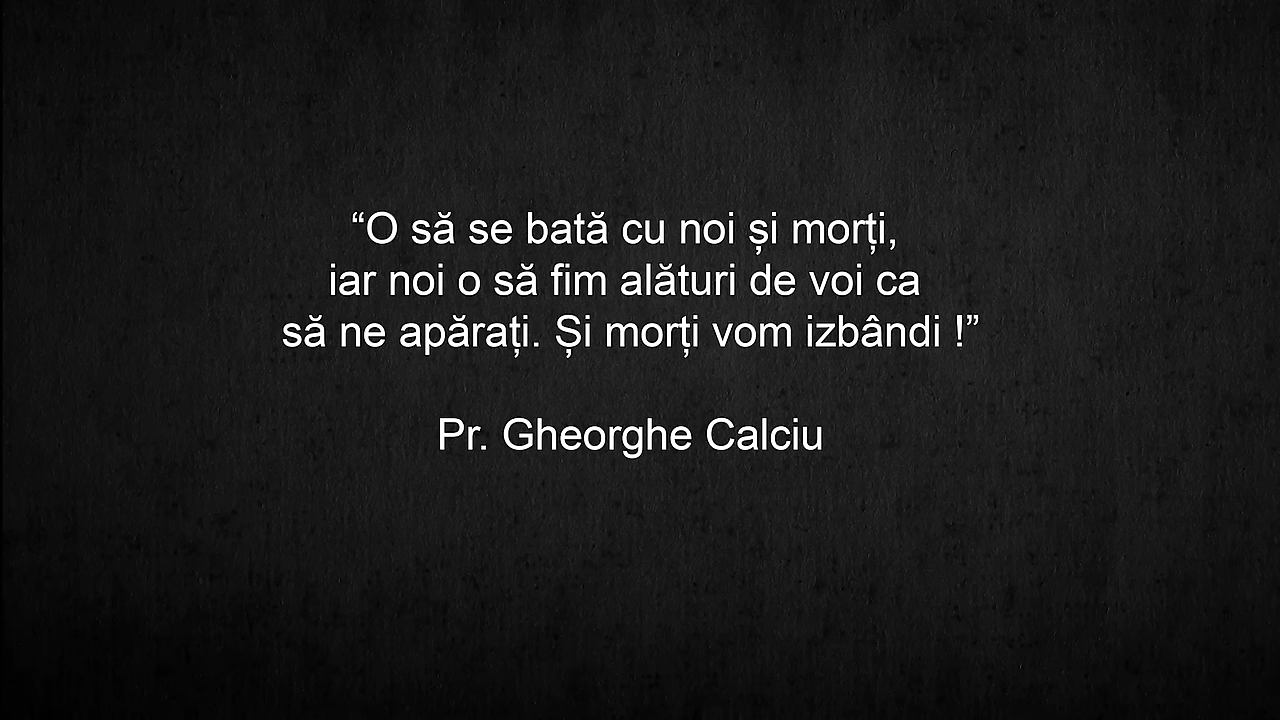 “O să se bată cu noi și morți,
iar noi o să fim alături de voi ca
să ne apărați. Și morți vom izbândi !”
Pr. Gheorghe Calciu